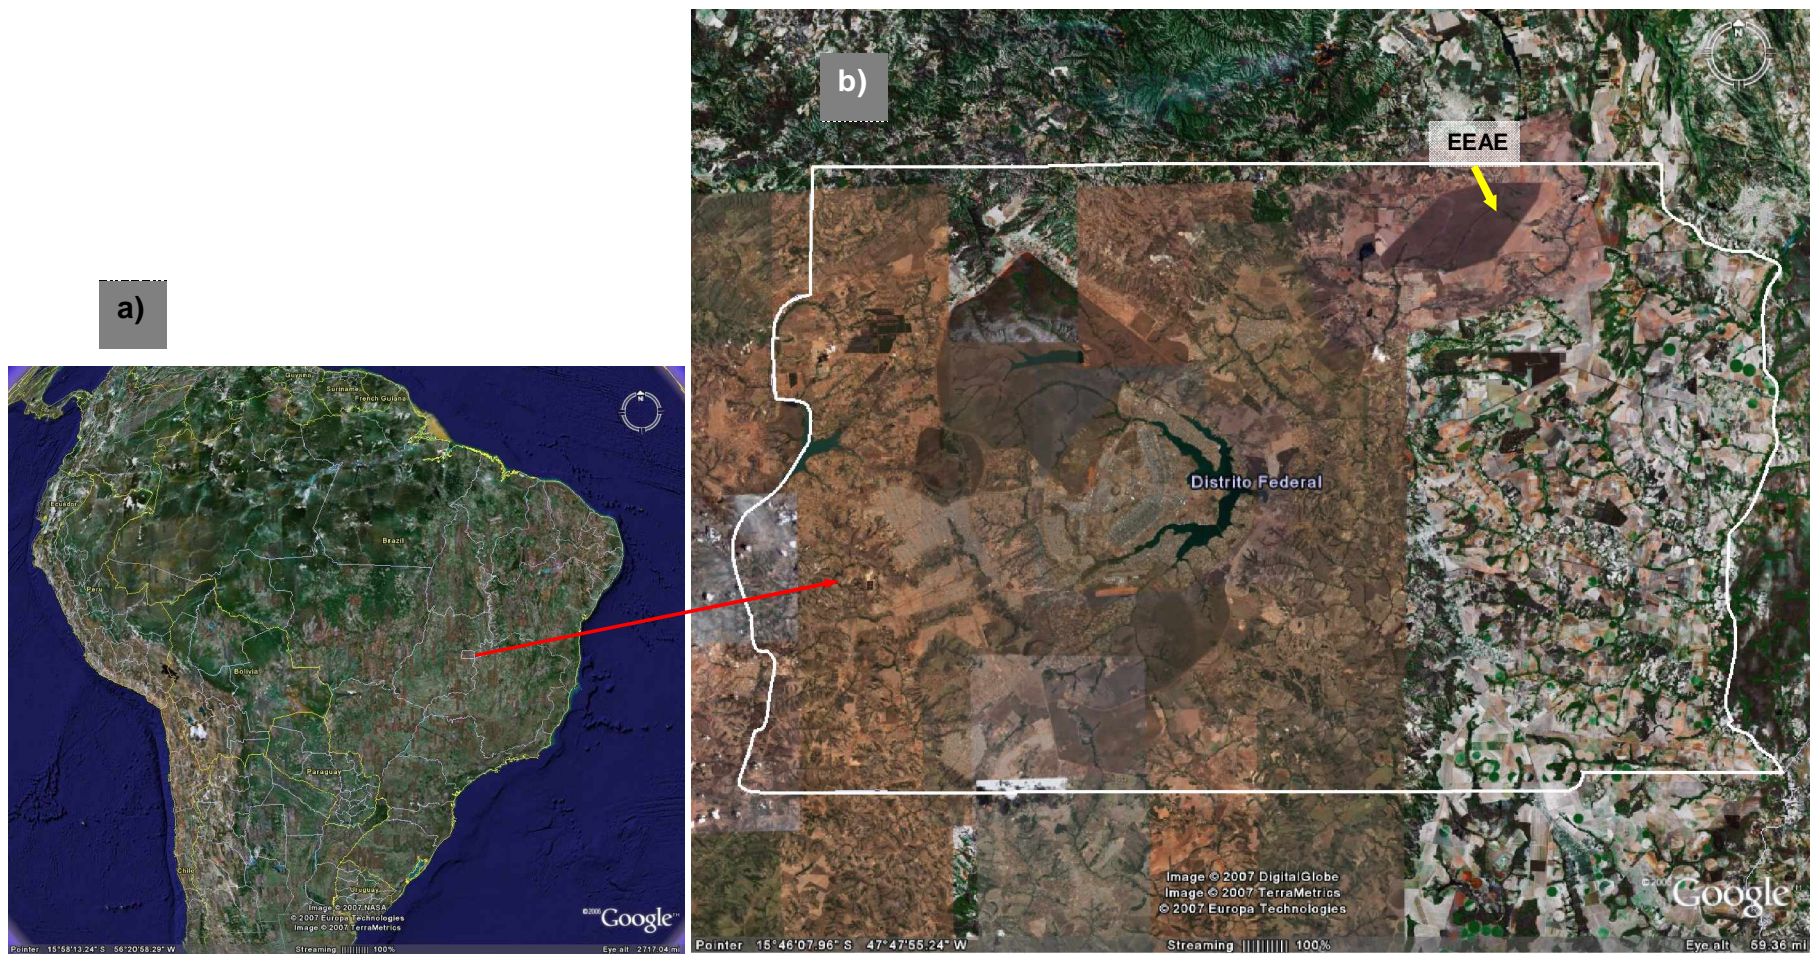 a)
Guyana
Suriname
French Guiana
N
Ecuador
Brazil
Peru
Bolivia
Paraguay
Chile
Uruguay
Image © 2007 NASA
© 2007 Europa Technologies
Image © 2007 TerraMetrics
©2006 Google™
Pointer 15°58'13.24" S 56°20'58.29" W Streaming 100% Eye alt 2717.04 mi
b)
N
EEAE
Distrito Federal
Image © 2007 DigitalGlobe
Image © 2007 TerraMetrics
© 2007 Europa Technologies
© 2006 Google™
Pointer 15°46'07.96" S 47°47'55.24" W Streaming 100% Eye alt 59.36 mi